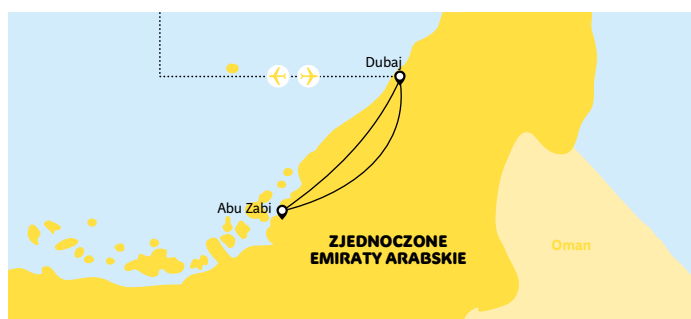 Dubaj
Abu Zabi
ZJEDNOCZONE
EMIRATY ARABSKIE
Oman